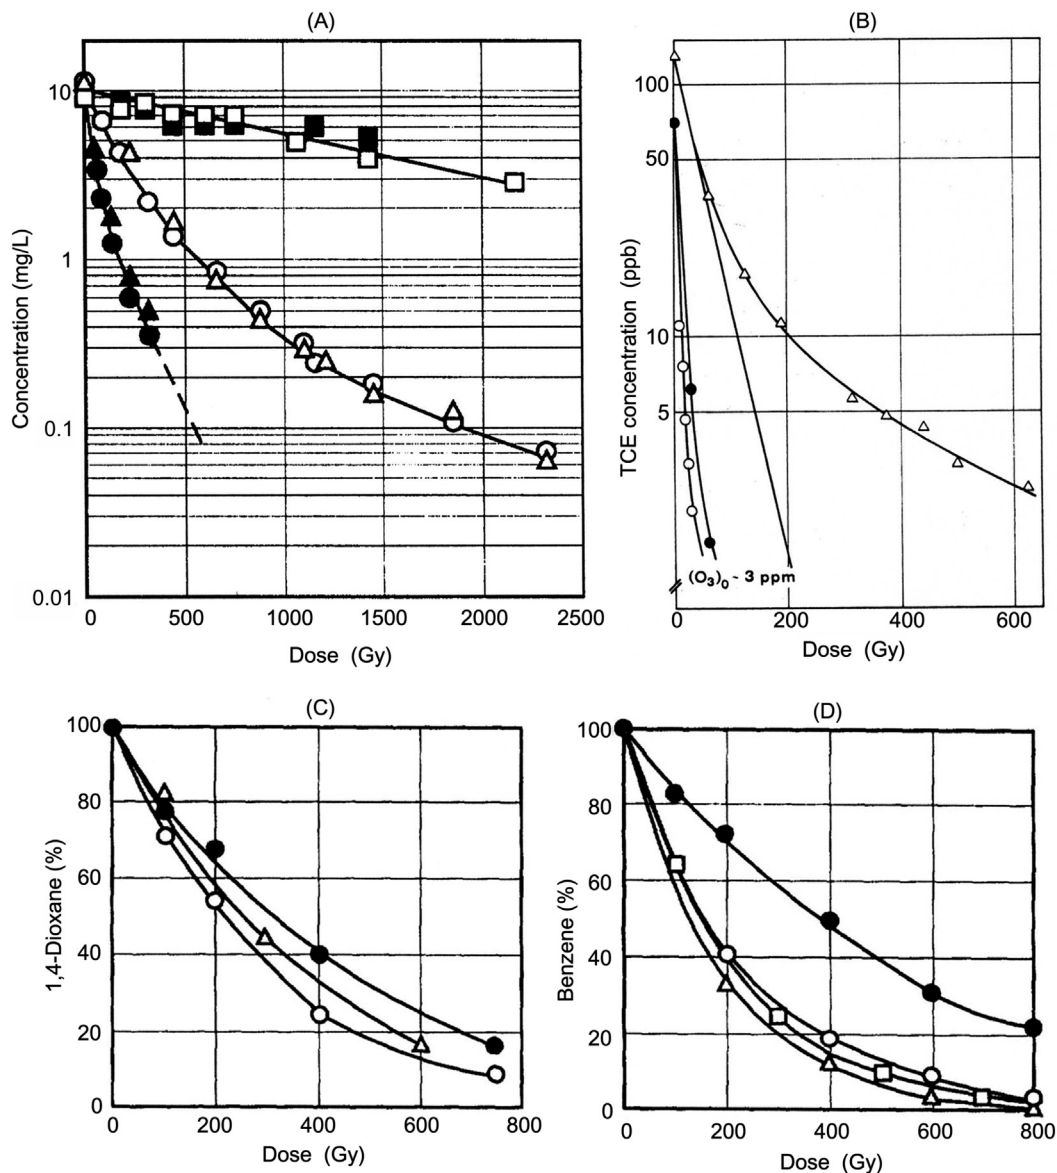 (A)
Concentration (mg/L)
10
1
0.1
0.01
0 500 1000 1500 2000 2500
Dose (Gy)
(B)
TCE concentration (ppb)
100
50
10
5
(O₃)₀ ~ 3 ppm
0 200 400 600
Dose (Gy)
(C)
1,4-Dioxane (%)
100
80
60
40
20
0
0 200 400 600 800
Dose (Gy)
(D)
Benzene (%)
100
80
60
40
20
0
0 200 400 600 800
Dose (Gy)